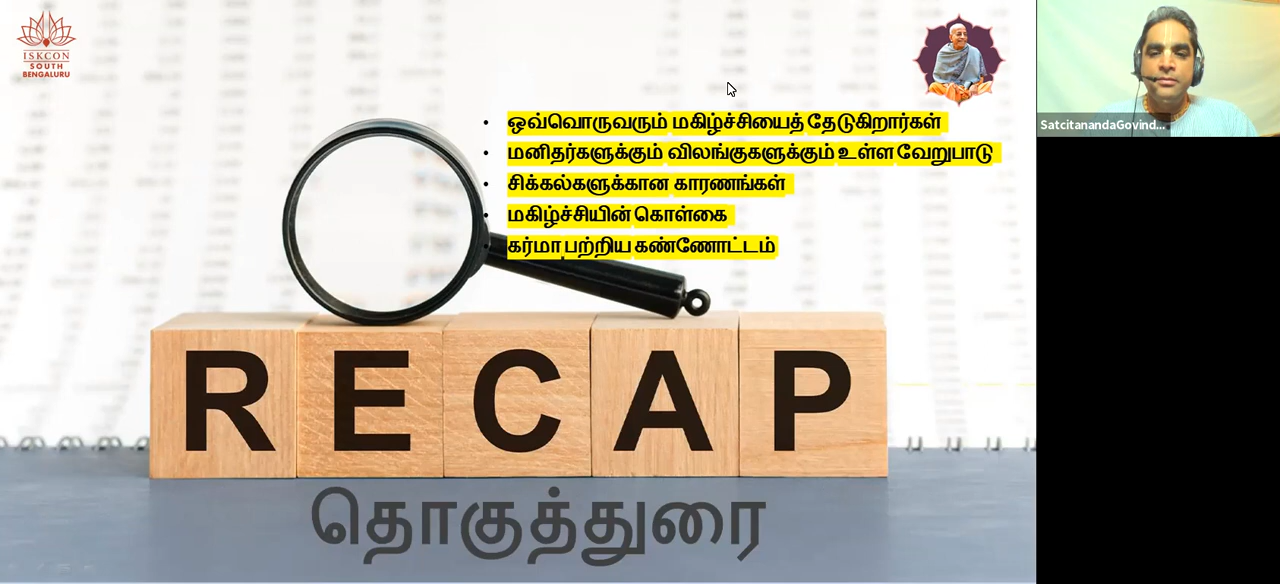 ISKCON
SOUTH
BENGALURU
SatcitanandaGovind...
• ஒவ்வொருவரும் மகிழ்ச்சியைத் தேடுகிறார்கள்
• மனிதர்களுக்கும் விலங்குகளுக்கும் உள்ள வேறுபாடு
• சிக்கல்களுக்கான காரணங்கள்
• மகிழ்ச்சியின் கொள்கை
• கர்மா பற்றிய கண்ணோட்டம்
RECAP
தொகுத்துரை